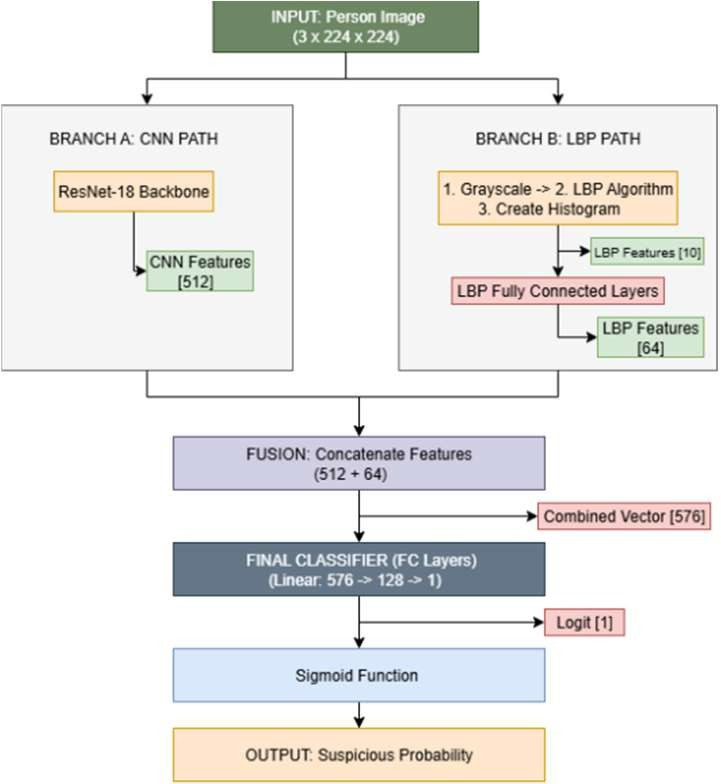 INPUT: Person Image
(3 x 224 x 224)
BRANCH A: CNN PATH
ResNet-18 Backbone
CNN Features
[512]
BRANCH B: LBP PATH
1. Grayscale -> 2. LBP Algorithm
3. Create Histogram
LBP Features [10]
LBP Fully Connected Layers
LBP Features
[64]
FUSION: Concatenate Features
(512 + 64)
Combined Vector [576]
FINAL CLASSIFIER (FC Layers)
(Linear: 576 -> 128 -> 1)
Logit [1]
Sigmoid Function
OUTPUT: Suspicious Probability